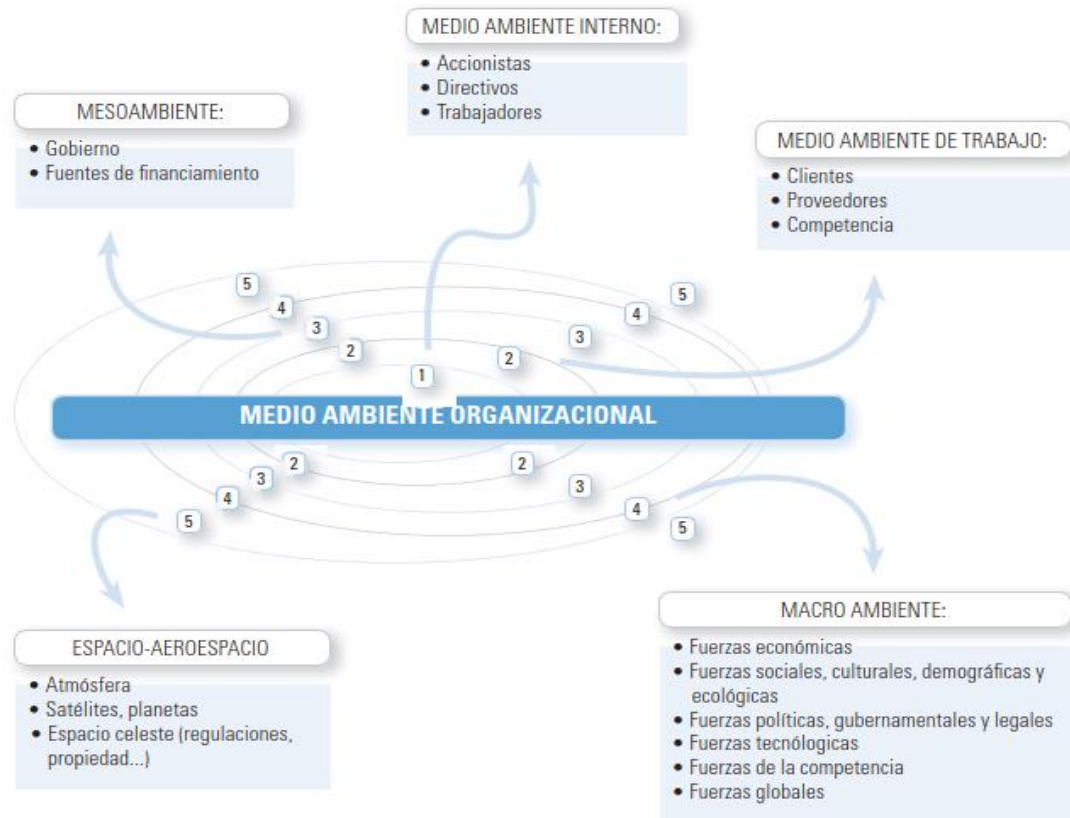 MEDIO AMBIENTE INTERNO:
• Accionistas
• Directivos
• Trabajadores
MESOAMBIENTE:
• Gobierno
• Fuentes de financiamiento
MEDIO AMBIENTE DE TRABAJO:
• Clientes
• Proveedores
• Competencia
5
5
4
4
3
3
2
2
1
MEDIO AMBIENTE ORGANIZACIONAL
2
2
3
3
4
4
5
5
ESPACIO-AEROESPACIO
• Atmósfera
• Satélites, planetas
• Espacio celeste (regulaciones,
propiedad...)
MACRO AMBIENTE:
• Fuerzas económicas
• Fuerzas sociales, culturales, demográficas y
ecológicas
• Fuerzas políticas, gubernamentales y legales
• Fuerzas tecnólogicas
• Fuerzas de la competencia
• Fuerzas globales